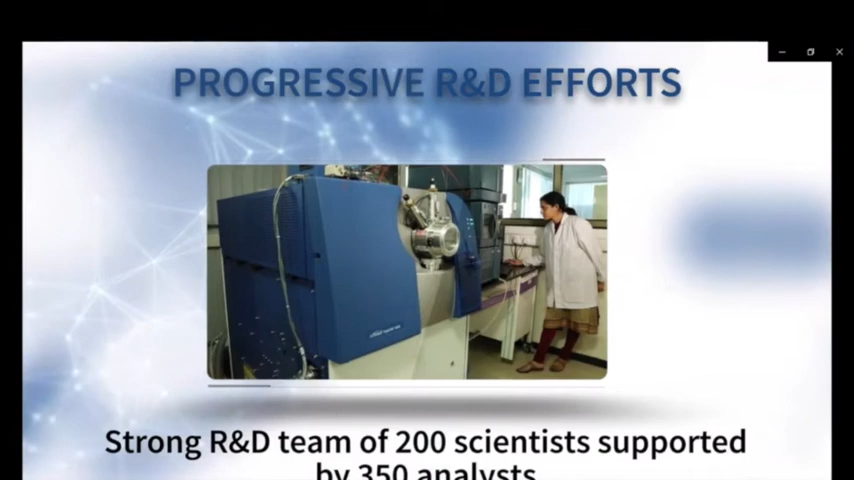 PROGRESSIVE R&D EFFORTS
Strong R&D team of 200 scientists supported
by 350 analysts